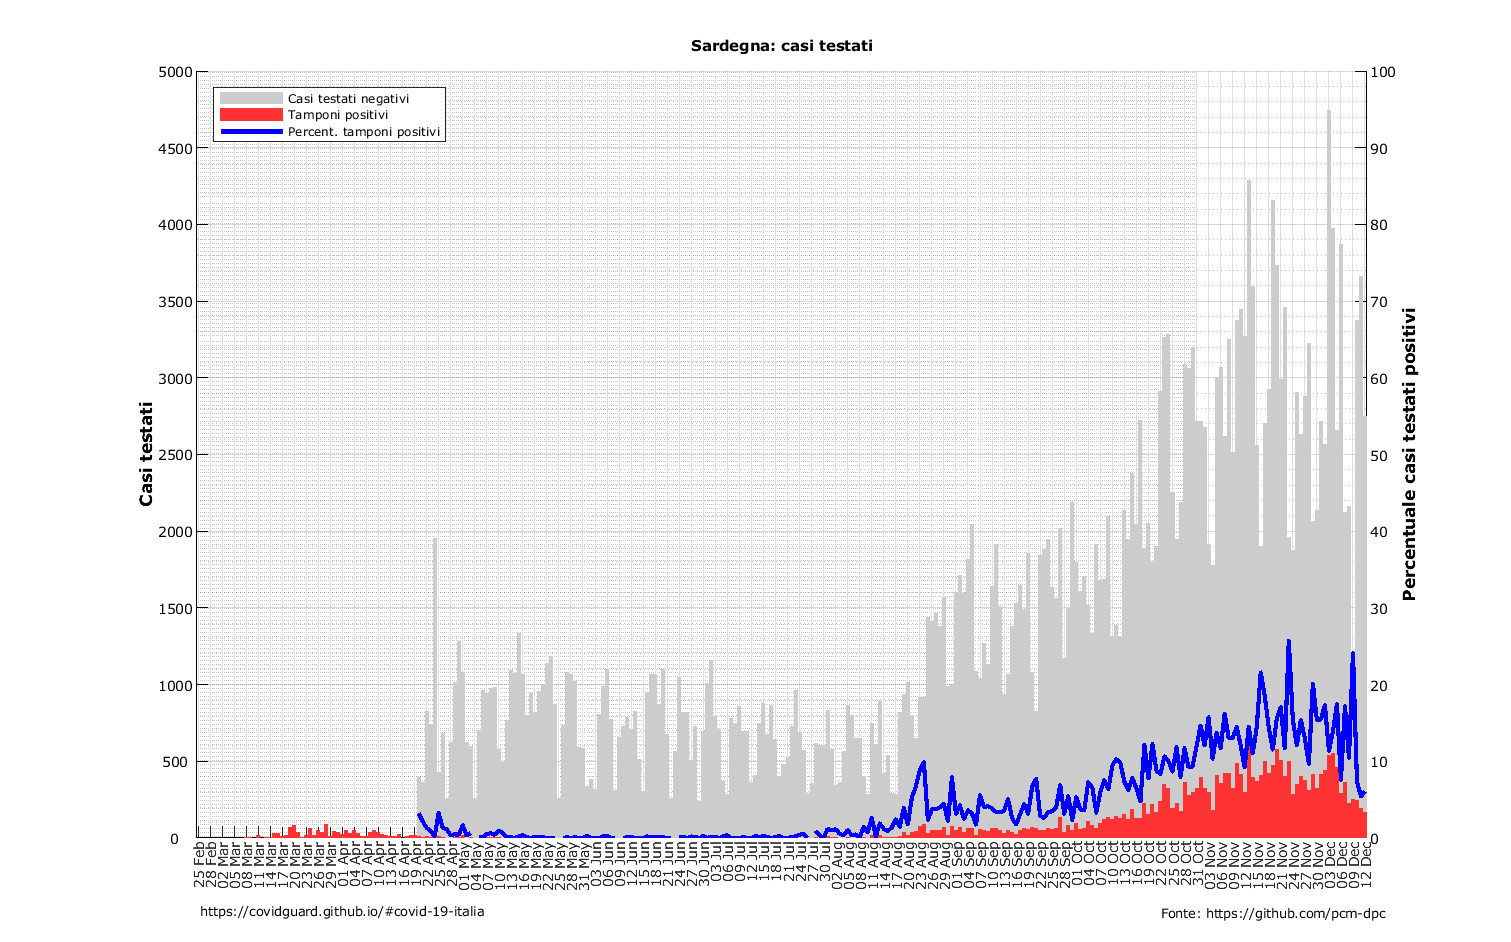 Sardegna: casi testati
5000
4500
4000
3500
3000
2500
2000
1500
1000
500
0
Casi testati
Casi testati negativi
Tamponi positivi
Percent. tamponi positivi
100
90
80
70
60
50
40
30
20
10
0
Percentuale casi testati positivi
25 Feb
28 Feb
02 Mar
05 Mar
08 Mar
11 Mar
14 Mar
17 Mar
20 Mar
23 Mar
26 Mar
29 Mar
01 Apr
04 Apr
07 Apr
10 Apr
13 Apr
16 Apr
19 Apr
22 Apr
25 Apr
28 Apr
01 May
04 May
07 May
10 May
13 May
16 May
19 May
22 May
25 May
28 May
31 May
03 Jun
06 Jun
09 Jun
12 Jun
15 Jun
18 Jun
21 Jun
24 Jun
27 Jun
30 Jun
03 Jul
06 Jul
09 Jul
12 Jul
15 Jul
18 Jul
21 Jul
24 Jul
27 Jul
30 Jul
02 Aug
05 Aug
08 Aug
11 Aug
14 Aug
17 Aug
20 Aug
23 Aug
26 Aug
29 Aug
01 Sep
04 Sep
07 Sep
10 Sep
13 Sep
16 Sep
19 Sep
22 Sep
25 Sep
28 Sep
01 Oct
04 Oct
07 Oct
10 Oct
13 Oct
16 Oct
19 Oct
22 Oct
25 Oct
28 Oct
31 Oct
03 Nov
06 Nov
09 Nov
12 Nov
15 Nov
18 Nov
21 Nov
24 Nov
27 Nov
30 Nov
03 Dec
06 Dec
09 Dec
12 Dec
https://covidguard.github.io/#covid-19-italia
Fonte: https://github.com/pcm-dpc